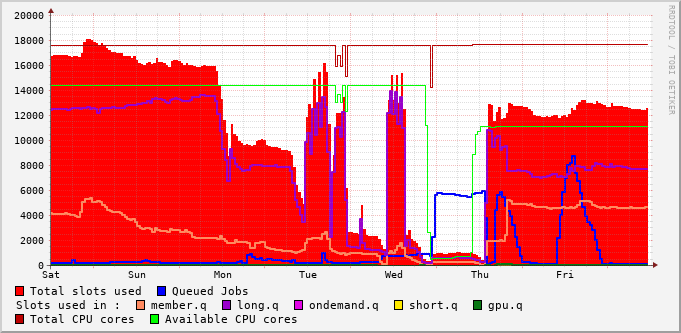 20000
18000
16000
14000
12000
10000
8000
6000
4000
2000
0
Sat Sun Mon Tue Wed Thu Fri
RRDTOOL / TOBI OETIKER
Total slots used Queued Jobs
Slots used in : member.q long.q ondemand.q short.q gpu.q
Total CPU cores Available CPU cores